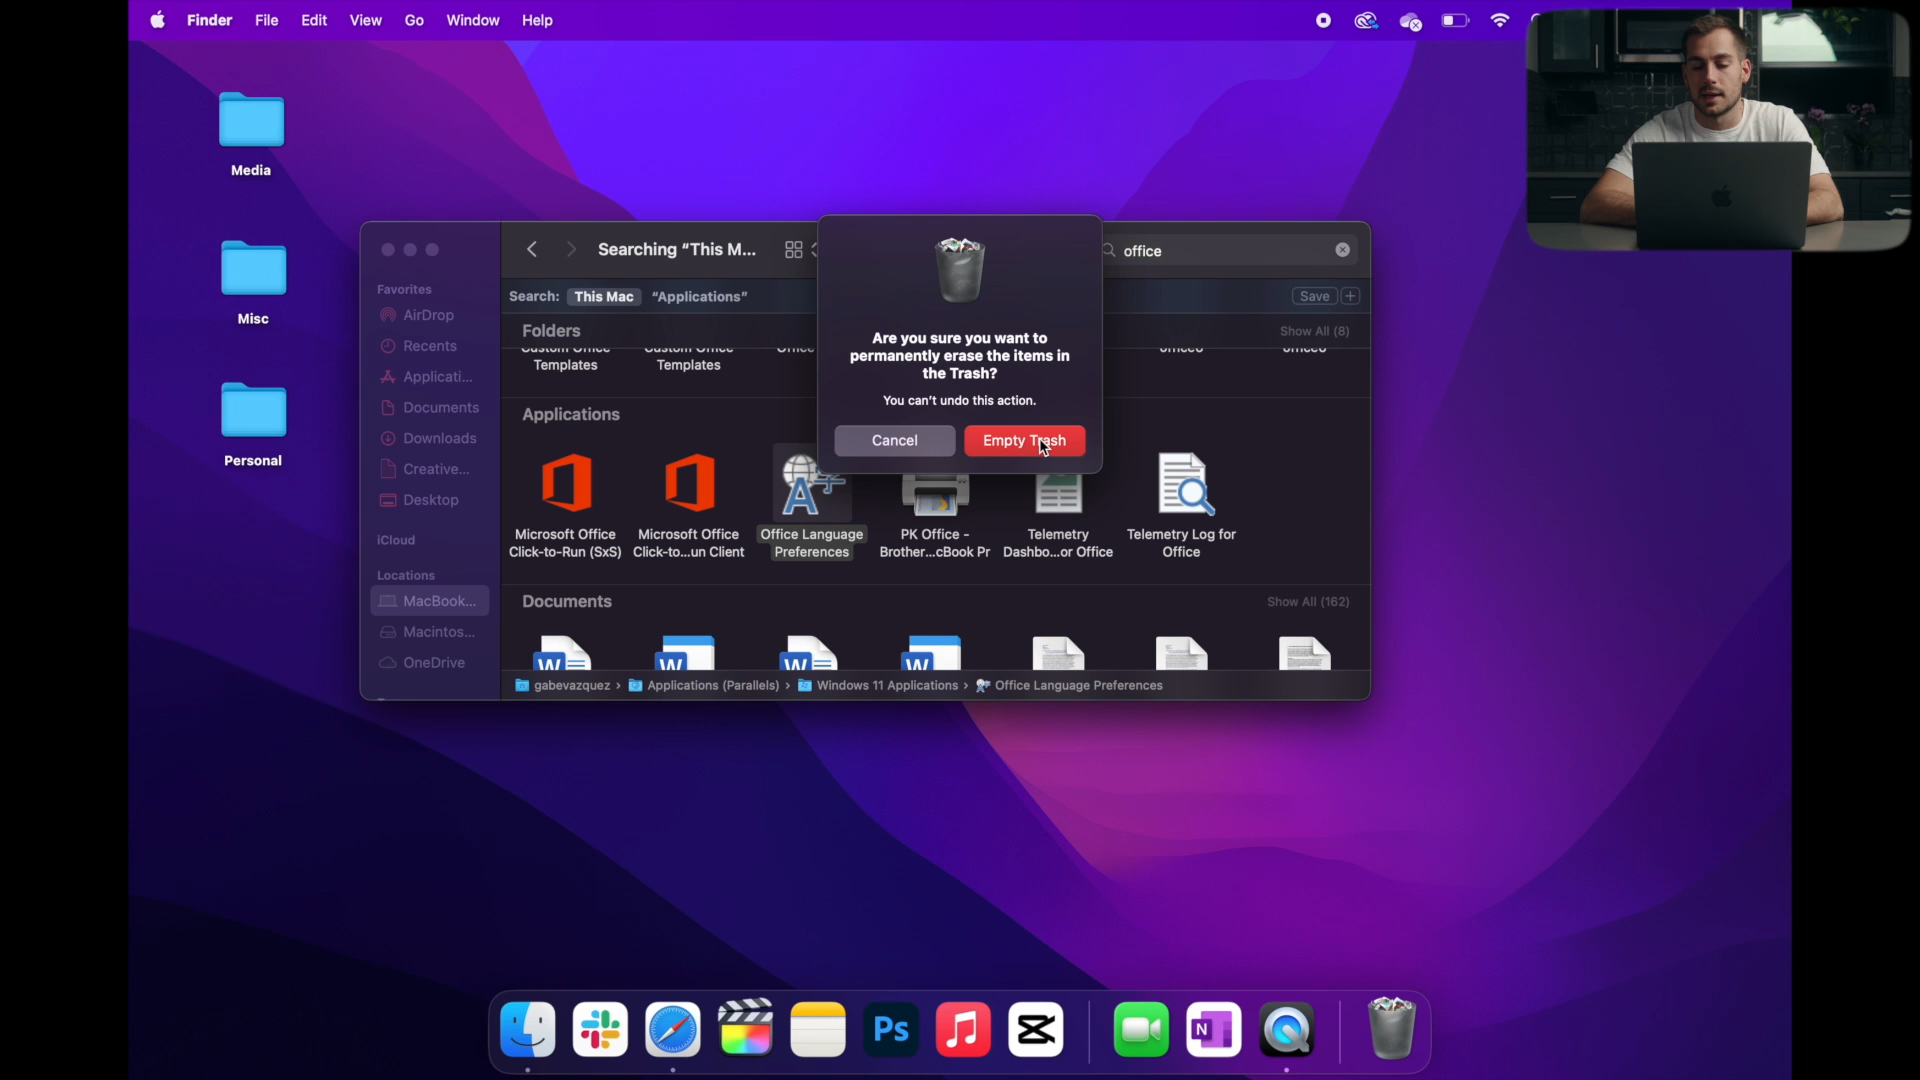 Finder File Edit View Go Window Help
Media
Misc
Personal
Searching “This M...
office
Search: This Mac “Applications”
Save
Favorites
AirDrop
Recents
Applicati...
Documents
Downloads
Creative...
Desktop
iCloud
Locations
MacBook...
Macintos...
OneDrive
Folders
Show All (8)
Custom Office
Templates
Custom Office
Templates
Applications
Microsoft Office
Click-to-Run (SxS)
Microsoft Office
Click-to...un Client
Office Language
Preferences
PK Office -
Brother...cBook Pr
Telemetry
Dashbo...or Office
Telemetry Log for
Office
Documents
Show All (162)
W
W
W
W
gabevazquez › Applications (Parallels) › Windows 11 Applications › Office Language Preferences
Are you sure you want to
permanently erase the items in
the Trash?
You can’t undo this action.
Cancel
Empty Trash
Ps
N